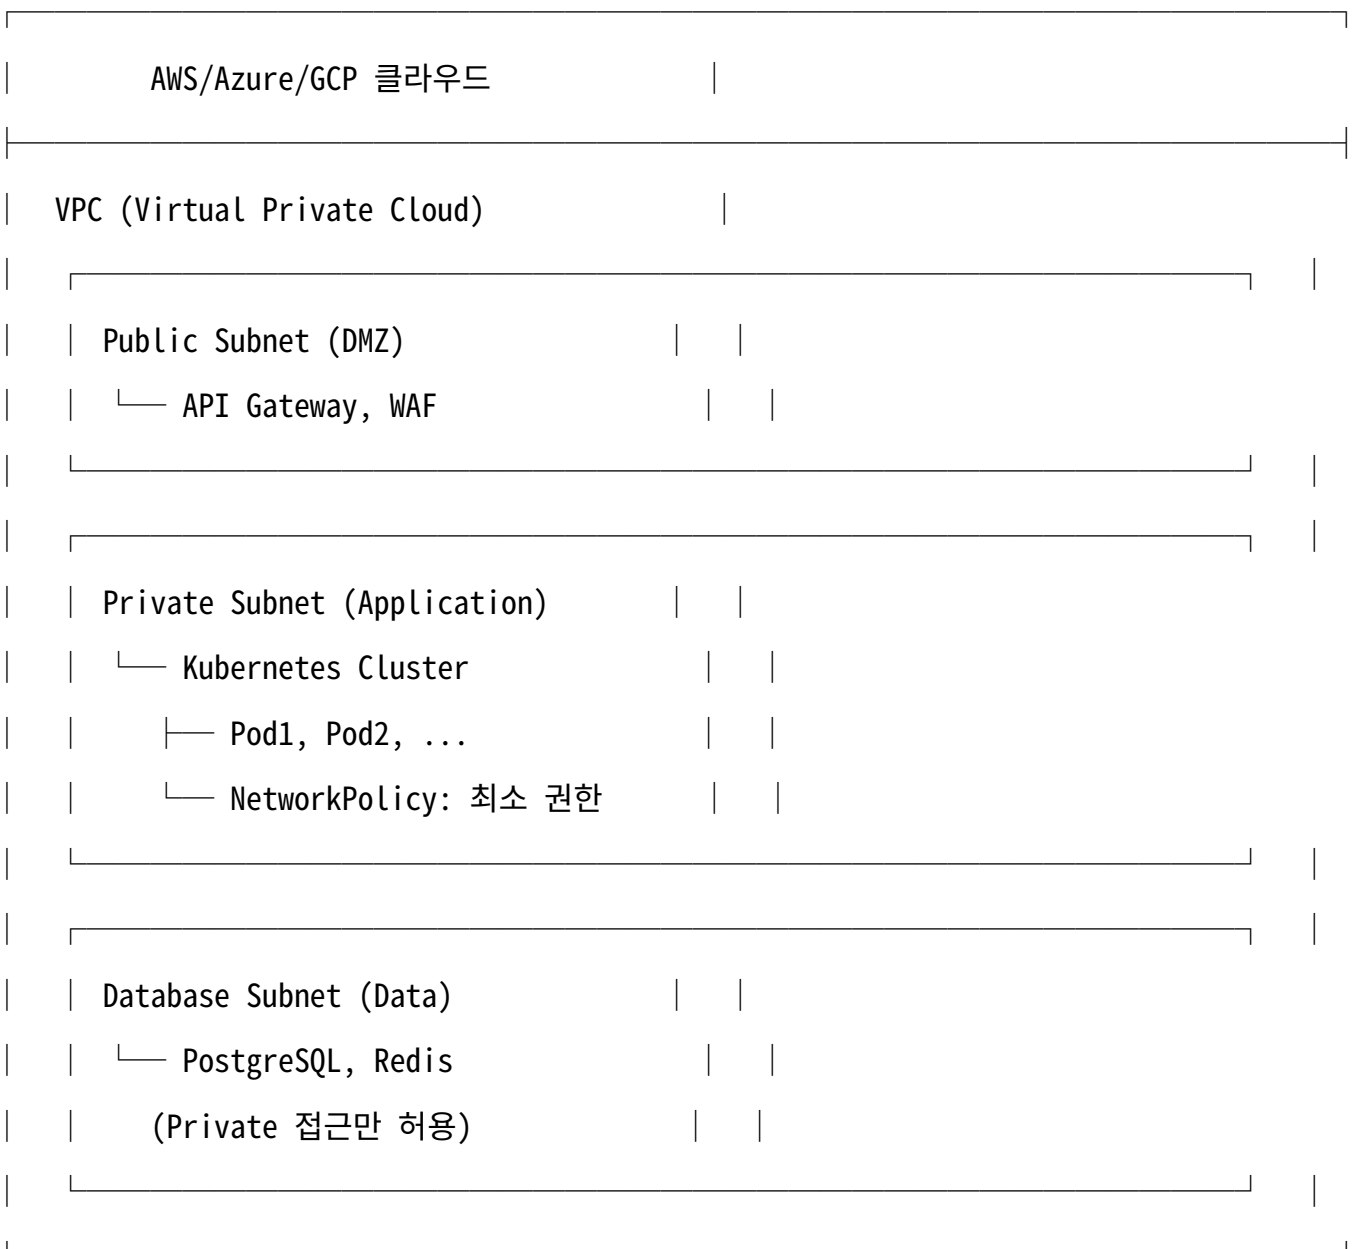 AWS/Azure/GCP 클라우드
VPC (Virtual Private Cloud)
Public Subnet (DMZ)
└── API Gateway, WAF
Private Subnet (Application)
└── Kubernetes Cluster
├── Pod1, Pod2, ...
└── NetworkPolicy: 최소 권한
Database Subnet (Data)
└── PostgreSQL, Redis
(Private 접근만 허용)